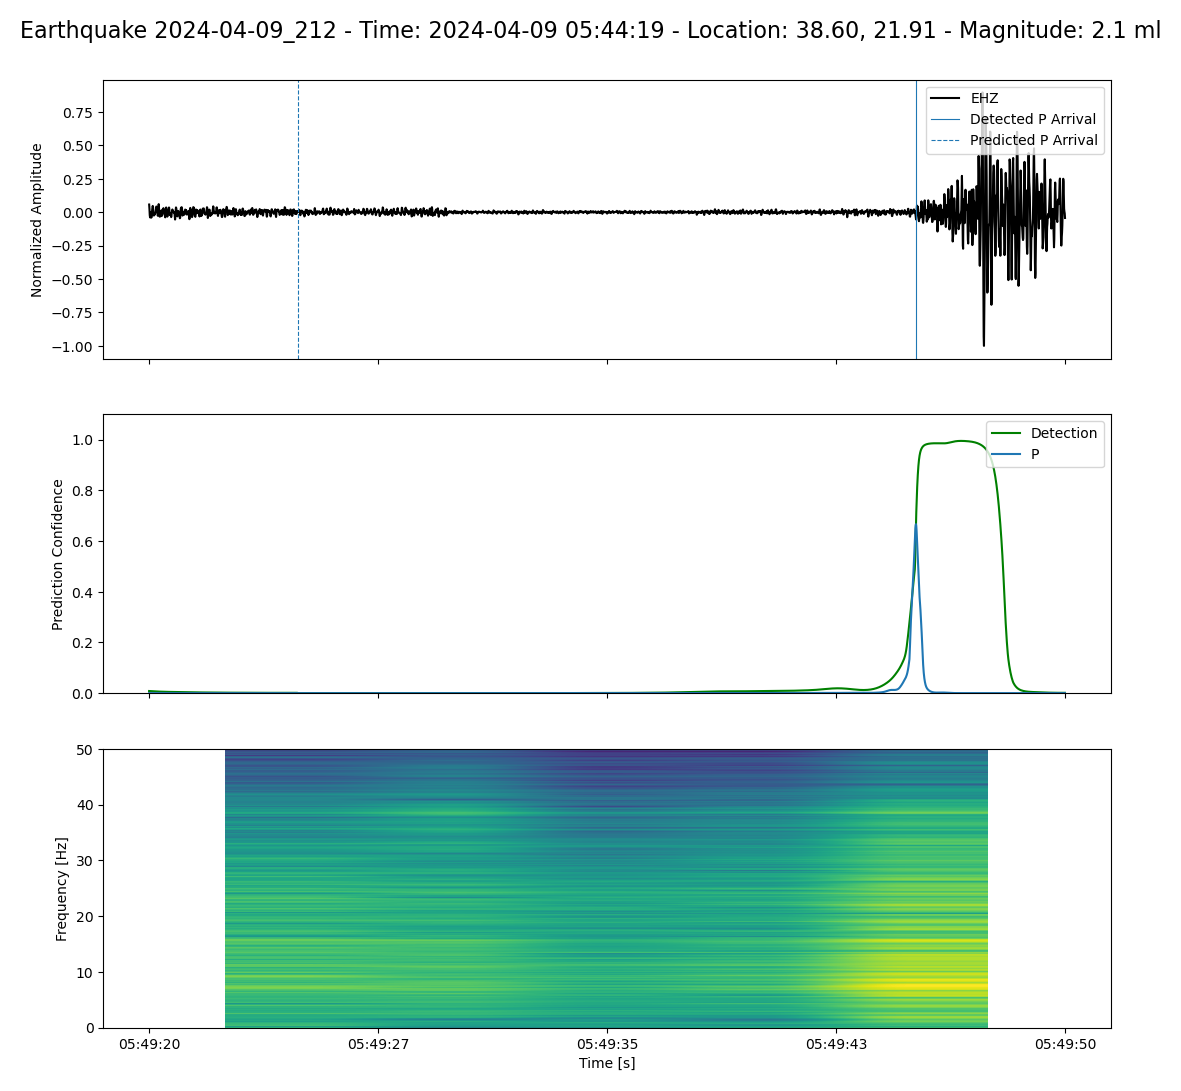 Earthquake 2024-04-09_212 - Time: 2024-04-09 05:44:19 - Location: 38.60, 21.91 - Magnitude: 2.1 ml
EHZ
Detected P Arrival
Predicted P Arrival
Normalized Amplitude
0.75
0.50
0.25
0.00
−0.25
−0.50
−0.75
−1.00
Detection
P
Prediction Confidence
1.0
0.8
0.6
0.4
0.2
0.0
Frequency [Hz]
50
40
30
20
10
0
05:49:20 05:49:27 05:49:35 05:49:43 05:49:50
Time [s]